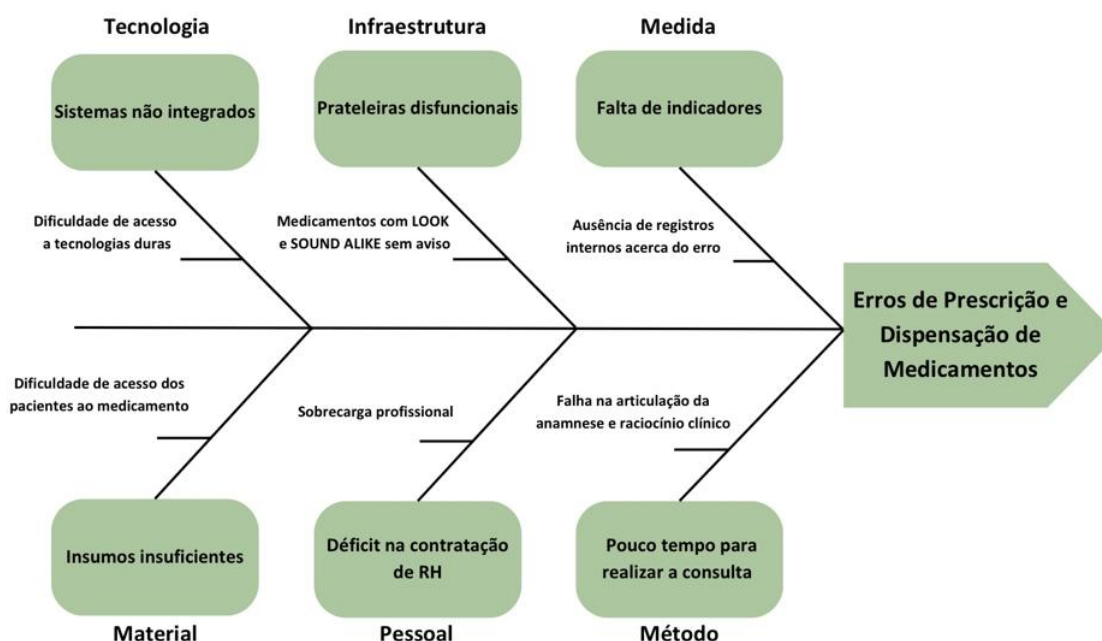 Tecnologia
Infraestrutura
Medida
Sistemas não integrados
Prateleiras disfuncionais
Falta de indicadores
Dificuldade de acesso
a tecnologias duras
Medicamentos com LOOK
e SOUND ALIKE sem aviso
Ausência de registros
internos acerca do erro
Erros de Prescrição e
Dispensação de
Medicamentos
Dificuldade de acesso dos
pacientes ao medicamento
Sobrecarga profissional
Falha na articulação da
anamnese e raciocínio clínico
Insumos insuficientes
Déficit na contratação
de RH
Pouco tempo para
realizar a consulta
Material
Pessoal
Método